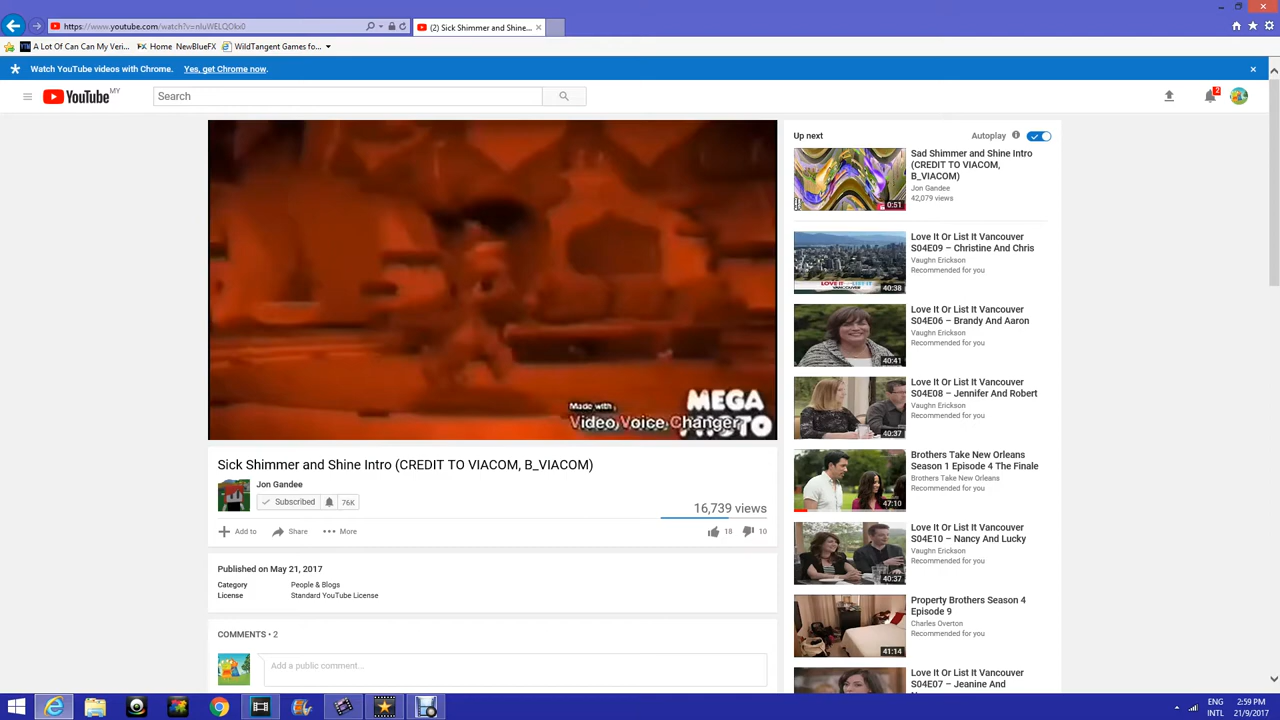 https://www.youtube.com/watch?v=nluWELQOkx0
(2) Sick Shimmer and Shine...
A Lot Of Can Can My Veri...
Home NewBlueFX
WildTangent Games fo...
Watch YouTube videos with Chrome. Yes, get Chrome now.
YouTube MY
Search
2
Made with
Video Voice Changer
MEGA
Up next
Autoplay
Sad Shimmer and Shine Intro
(CREDIT TO VIACOM,
B_VIACOM)
Jon Gandee
42,079 views
0:51
Love It Or List It Vancouver
S04E09 – Christine And Chris
Vaughn Erickson
Recommended for you
LOVE IT LIST IT
VANCOUVER
40:38
Love It Or List It Vancouver
S04E06 – Brandy And Aaron
Vaughn Erickson
Recommended for you
40:41
Love It Or List It Vancouver
S04E08 – Jennifer And Robert
Vaughn Erickson
Recommended for you
40:37
Brothers Take New Orleans
Season 1 Episode 4 The Finale
Brothers Take New Orleans
Recommended for you
47:10
Love It Or List It Vancouver
S04E10 – Nancy And Lucky
Vaughn Erickson
Recommended for you
40:37
Property Brothers Season 4
Episode 9
Charles Overton
Recommended for you
41:14
Love It Or List It Vancouver
S04E07 – Jeanine And
Sick Shimmer and Shine Intro (CREDIT TO VIACOM, B_VIACOM)
Jon Gandee
Subscribed 76K
16,739 views
Add to Share More
18 10
Published on May 21, 2017
Category People & Blogs
License Standard YouTube License
COMMENTS • 2
Add a public comment...
ENG
INTL
2:59 PM
21/9/2017